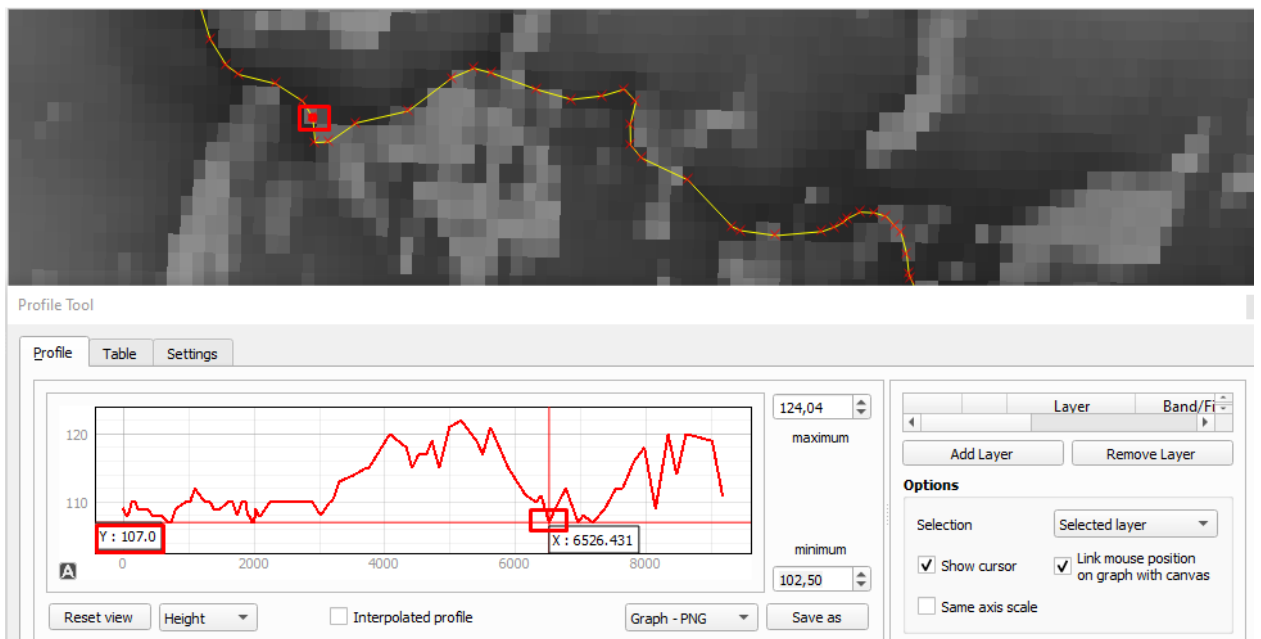 Profile Tool
Profile Table Settings
120
110
Y : 107.0
X : 6526.431
0 2000 4000 6000 8000
A
124,04
maximum
minimum
102,50
Reset view Height Interpolated profile Graph - PNG Save as
Layer Band/Fi
Add Layer Remove Layer
Options
Selection Selected layer
Show cursor Link mouse position
on graph with canvas
Same axis scale